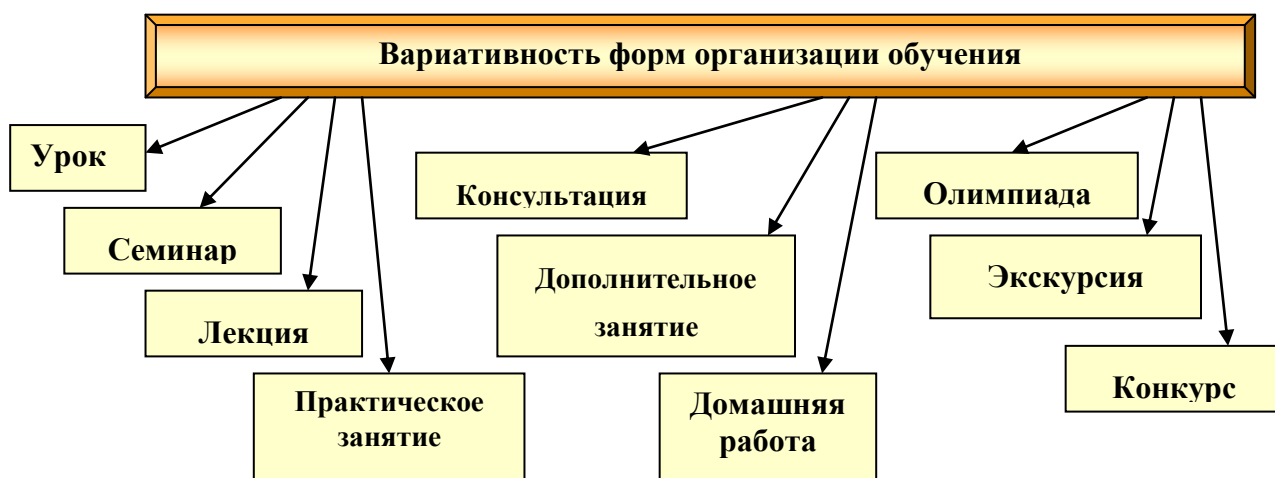 Вариативность форм организации обучения
Урок
Семинар
Лекция
Практическое
занятие
Консультация
Дополнительное
занятие
Домашняя
работа
Олимпиада
Экскурсия
Конкурс